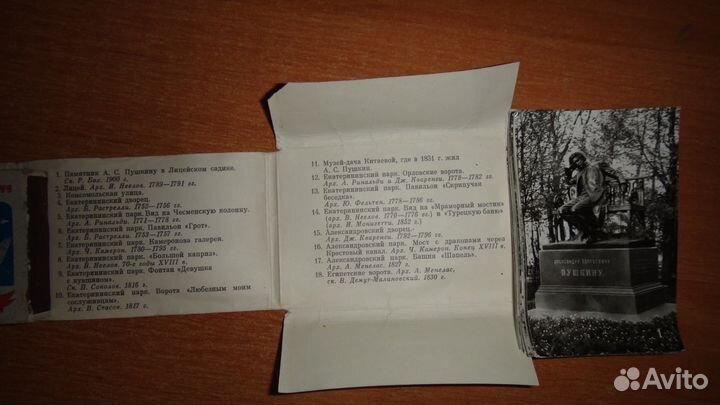 1. Памятник А. С. Пушкину в Лицейском садике.
Ск. Р. Бах. 1900 г.
2. Лицей. Арх. И. Неелов. 1789—1791 гг.
3. Комсомольская улица.
4. Екатерининский дворец.
Арх. В. Растрелли. 1752—1756 гг.
5. Екатерининский парк. Вид на Чесменскую колонну.
Арх. А. Ринальди. 1771—1778 гг.
6. Екатерининский парк. Павильон «Грот».
Арх. В. Растрелли. 1753—1757 гг.
7. Екатерининский парк. Камеронова галерея.
Арх. Ч. Камерон. 1780—1795 гг.
8. Екатерининский парк. «Большой каприз».
Арх. В. Неелов. 70-е годы XVIII в.
9. Екатерининский парк. Фонтан «Девушка
с кувшином».
Ск. В. Соколов. 1816 г.
10. Екатерининский парк. Ворота «Любезным моим
сослуживцам».
Арх. В. Стасов. 1817 г.
11. Музей-дача Китаевой, где в 1831 г. жил
А. С. Пушкин.
12. Екатерининский парк. Орловские ворота.
Арх. А. Ринальди и Дж. Кваренги. 1778—1782 гг.
13. Екатерининский парк. Павильон «Скрипучая
беседка».
Арх. Ю. Фельтен. 1778—1786 гг.
14. Екатерининский парк. Вид на «Мраморный мостик»
(арх. В. Неелов. 1770—1776 гг.) и «Турецкую баню»
(арх. И. Монигетти. 1852 г.)
15. Александровский дворец.
Арх. Дж. Кваренги. 1792—1796 гг.
16. Александровский парк. Мост с драконами через
Крестовый канал. Арх. Ч. Камерон. Конец XVIII в.
17. Александровский парк. Башня «Шапель».
Арх. А. Менелас. 1827 г.
18. Египетские ворота. Арх. А. Менелас,
ск. В. Демут-Малиновский. 1830 г.
АЛЕКСАНДРУ СЕРГЕЕВИЧУ
ПУШКИНУ.
Avito